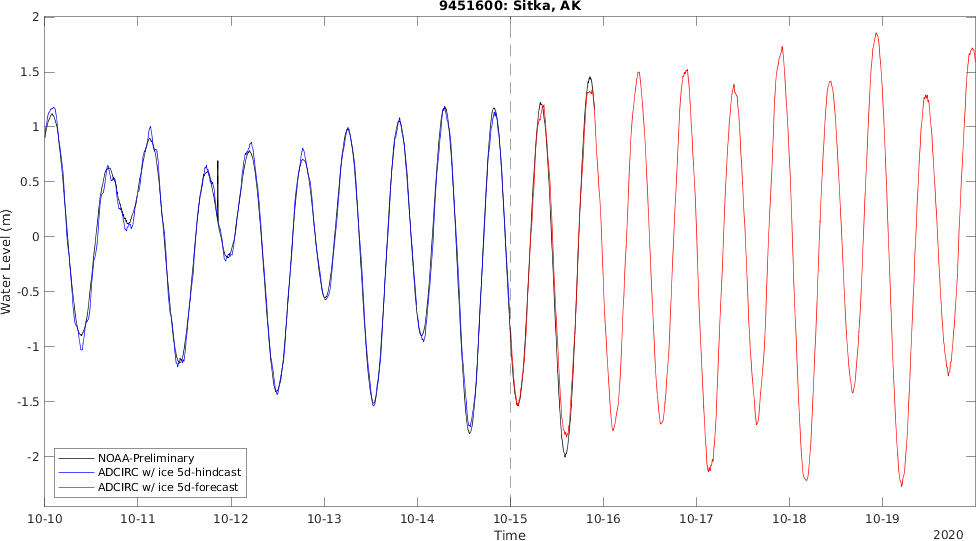 9451600: Sitka, AK
Water Level (m)
2
1.5
1
0.5
0
-0.5
-1
-1.5
-2
NOAA-Preliminary
ADCIRC w/ ice 5d-hindcast
ADCIRC w/ ice 5d-forecast
10-10 10-11 10-12 10-13 10-14 10-15 10-16 10-17 10-18 10-19
Time
2020